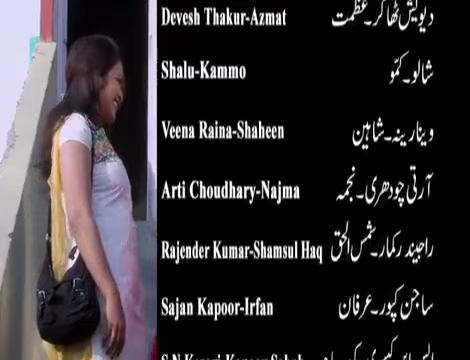 Devesh Thakur-Azmat دیویش ٹھاکر۔عظمت
Shalu-Kammo شالو۔کمّو
Veena Raina-Shaheen وینا رینہ۔شاہین
Arti Choudhary-Najma آرتی چودھری۔نجمہ
Rajender Kumar-Shamsul Haq راجیندر کمار۔شمس الحق
Sajan Kapoor-Irfan ساجن کپور۔عرفان